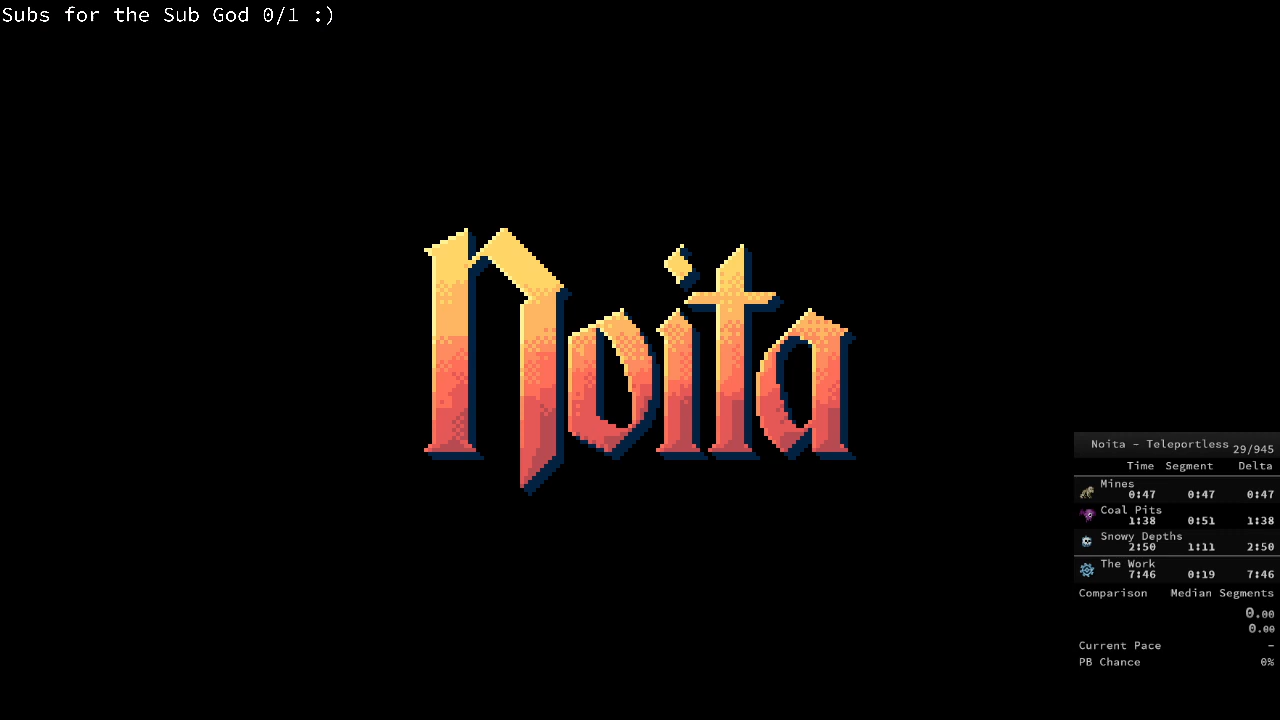 Subs for the Sub God 0/1 :)
Noita
Noita - Teleportless 29/945
Time Segment Delta
Mines
0:47 0:47 0:47
Coal Pits
1:38 0:51 1:38
Snowy Depths
2:50 1:11 2:50
The Work
7:46 0:19 7:46
Comparison Median Segments
0.00
0.00
Current Pace -
PB Chance 0%